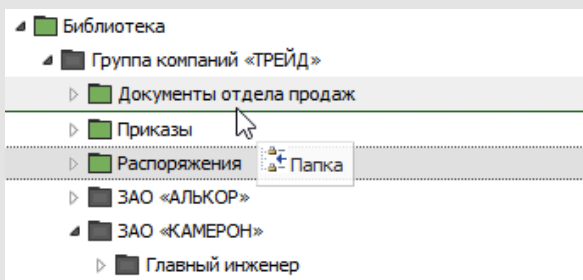 Библиотека
Группа компаний «ТРЕЙД»
Документы отдела продаж
Приказы
Распоряжения
Папка
ЗАО «АЛЬКОР»
ЗАО «КАМЕРОН»
Главный инженер